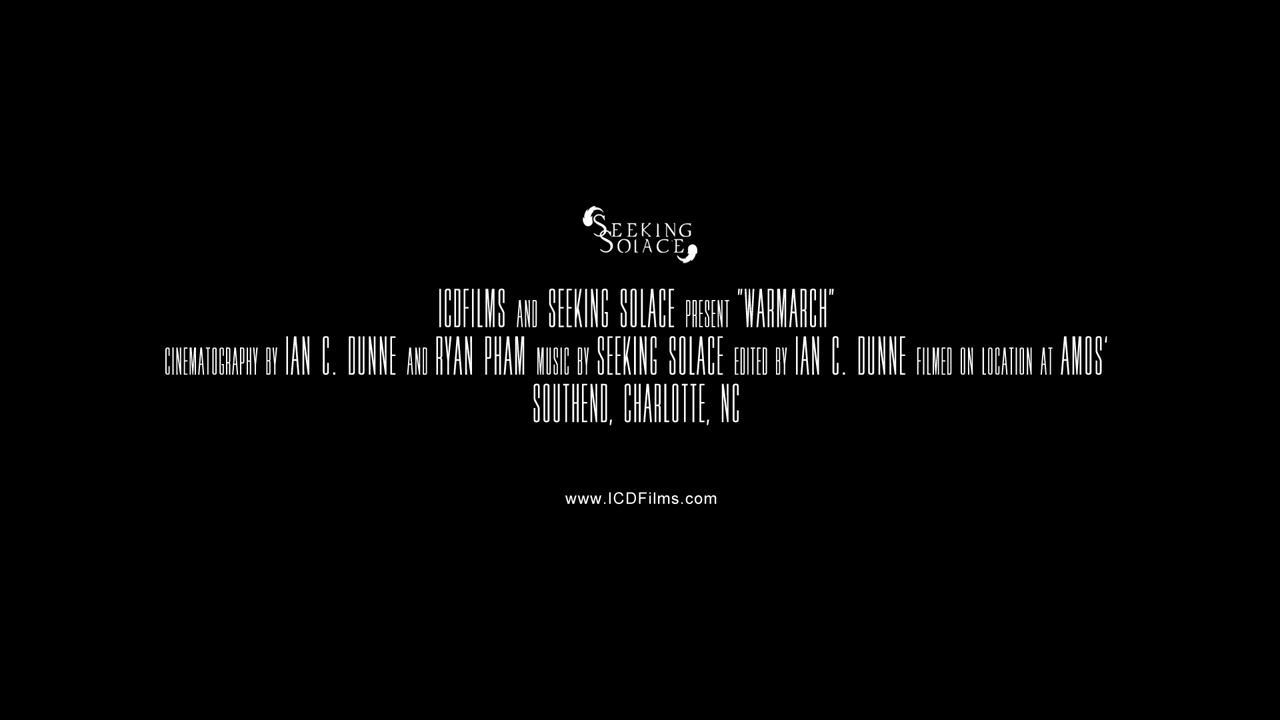 SEEKING
SOLACE
ICDFILMS AND SEEKING SOLACE PRESENT "WARMARCH"
CINEMATOGRAPHY BY IAN C. DUNNE AND RYAN PHAM MUSIC BY SEEKING SOLACE EDITED BY IAN C. DUNNE FILMED ON LOCATION AT AMOS'
SOUTHEND, CHARLOTTE, NC
www.ICDFilms.com